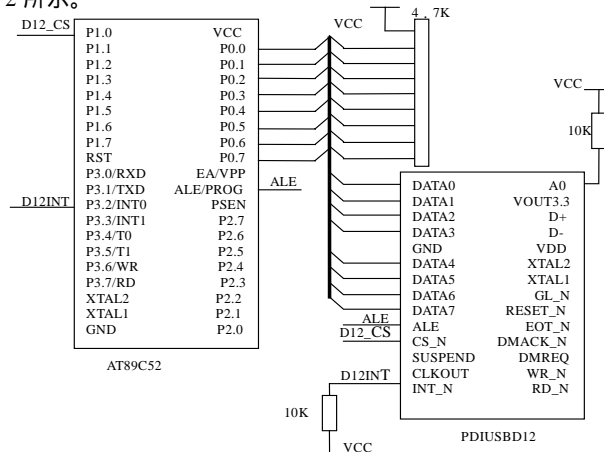 2 所示。
D12_CS
P1.0
P1.1
P1.2
P1.3
P1.4
P1.5
P1.6
P1.7
RST
P3.0/RXD
P3.1/TXD
P3.2/INT0
P3.3/INT1
P3.4/T0
P3.5/T1
P3.6/WR
P3.7/RD
XTAL2
XTAL1
GND
VCC
P0.0
P0.1
P0.2
P0.3
P0.4
P0.5
P0.6
P0.7
EA/VPP
ALE/PROG
PSEN
P2.7
P2.6
P2.5
P2.4
P2.3
P2.2
P2.1
P2.0
D12INT
ALE
AT89C52
VCC
4.7K
VCC
10K
DATA0
DATA1
DATA2
DATA3
GND
DATA4
DATA5
DATA6
DATA7
ALE
CS_N
SUSPEND
CLKOUT
INT_N
A0
VOUT3.3
D+
D-
VDD
XTAL2
XTAL1
GL_N
RESET_N
EOT_N
DMACK_N
DMREQ
WR_N
RD_N
ALE
D12_CS
D12INT
10K
VCC
PDIUSBD12